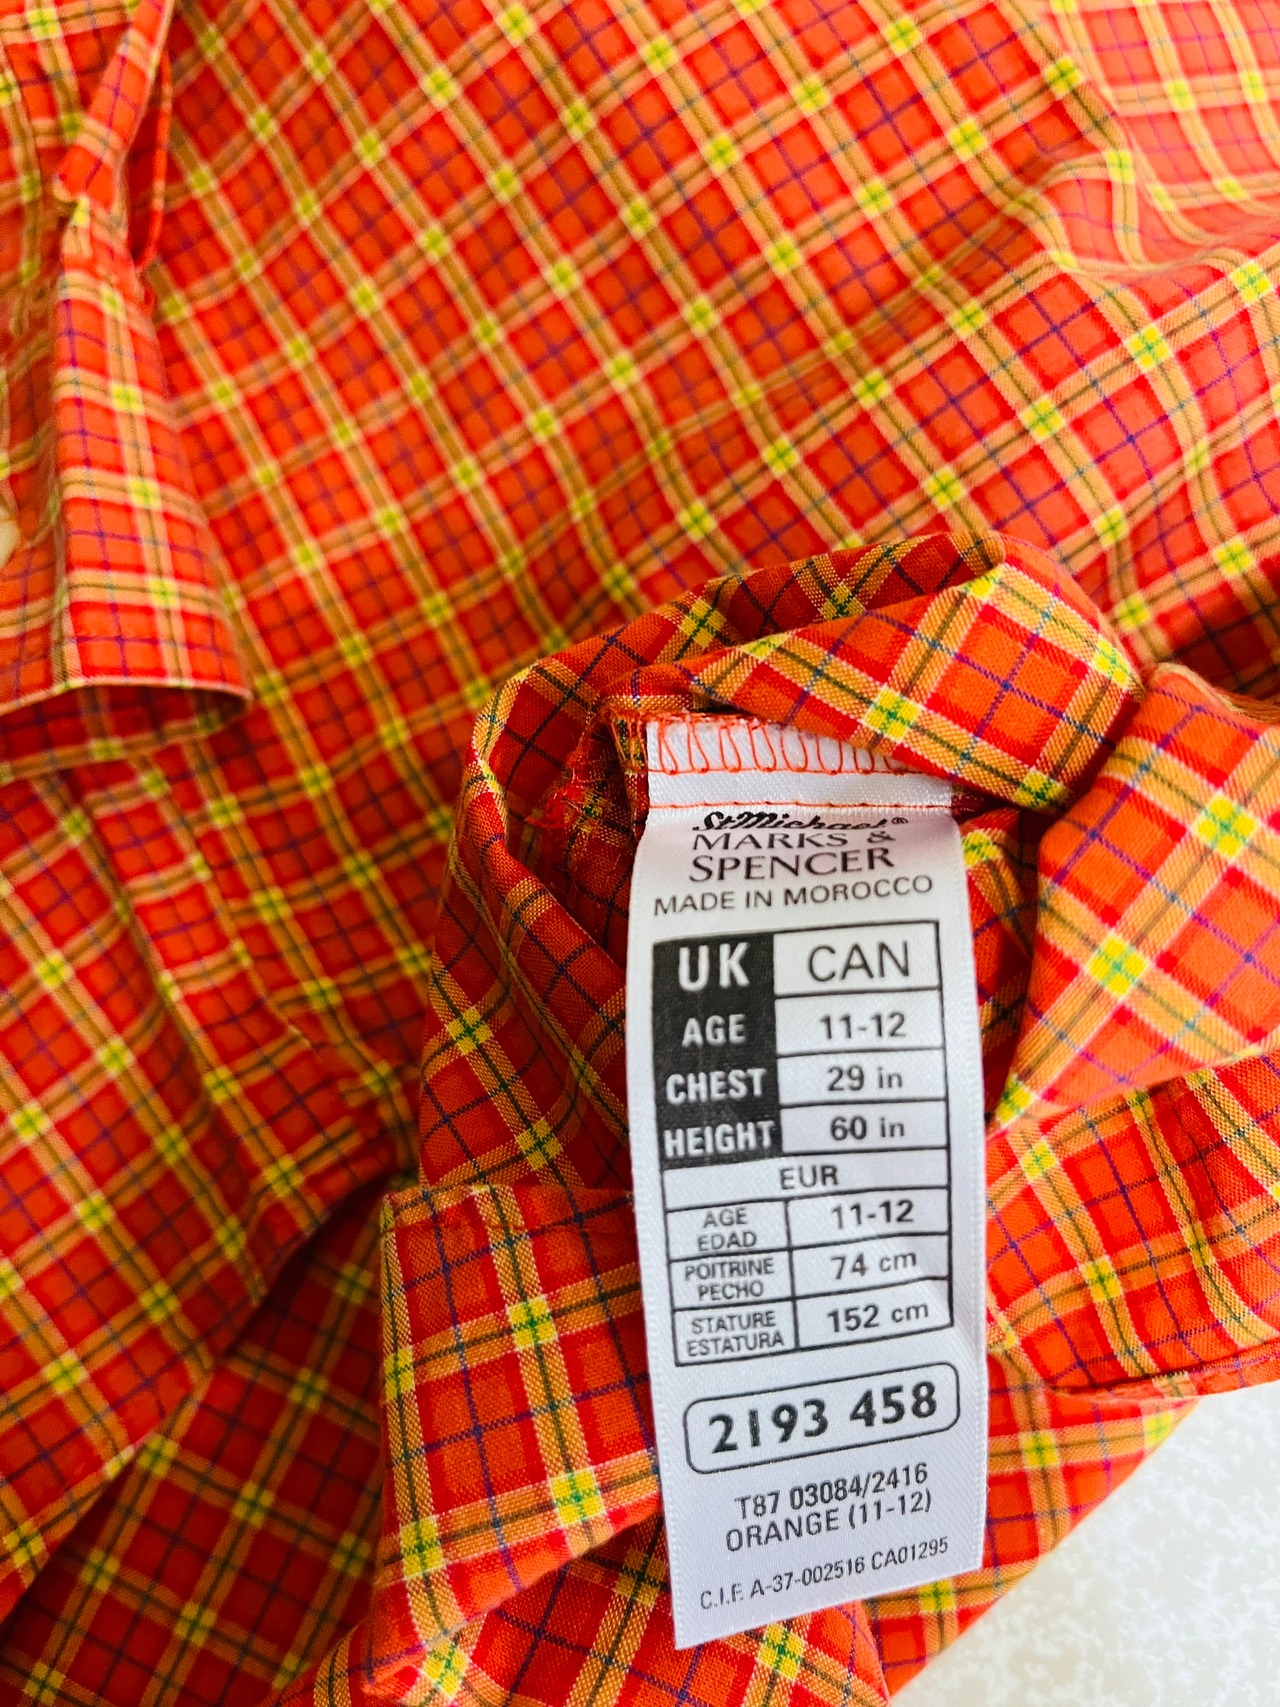 StMichael®
MARKS &
SPENCER
MADE IN MOROCCO
UK CAN
AGE 11-12
CHEST 29 in
HEIGHT 60 in
EUR
AGE
EDAD 11-12
POITRINE
PECHO 74 cm
STATURE
ESTATURA 152 cm
2193 458
T87 03084/2416
ORANGE (11-12)
C.I.F. A-37-002516 CA01295